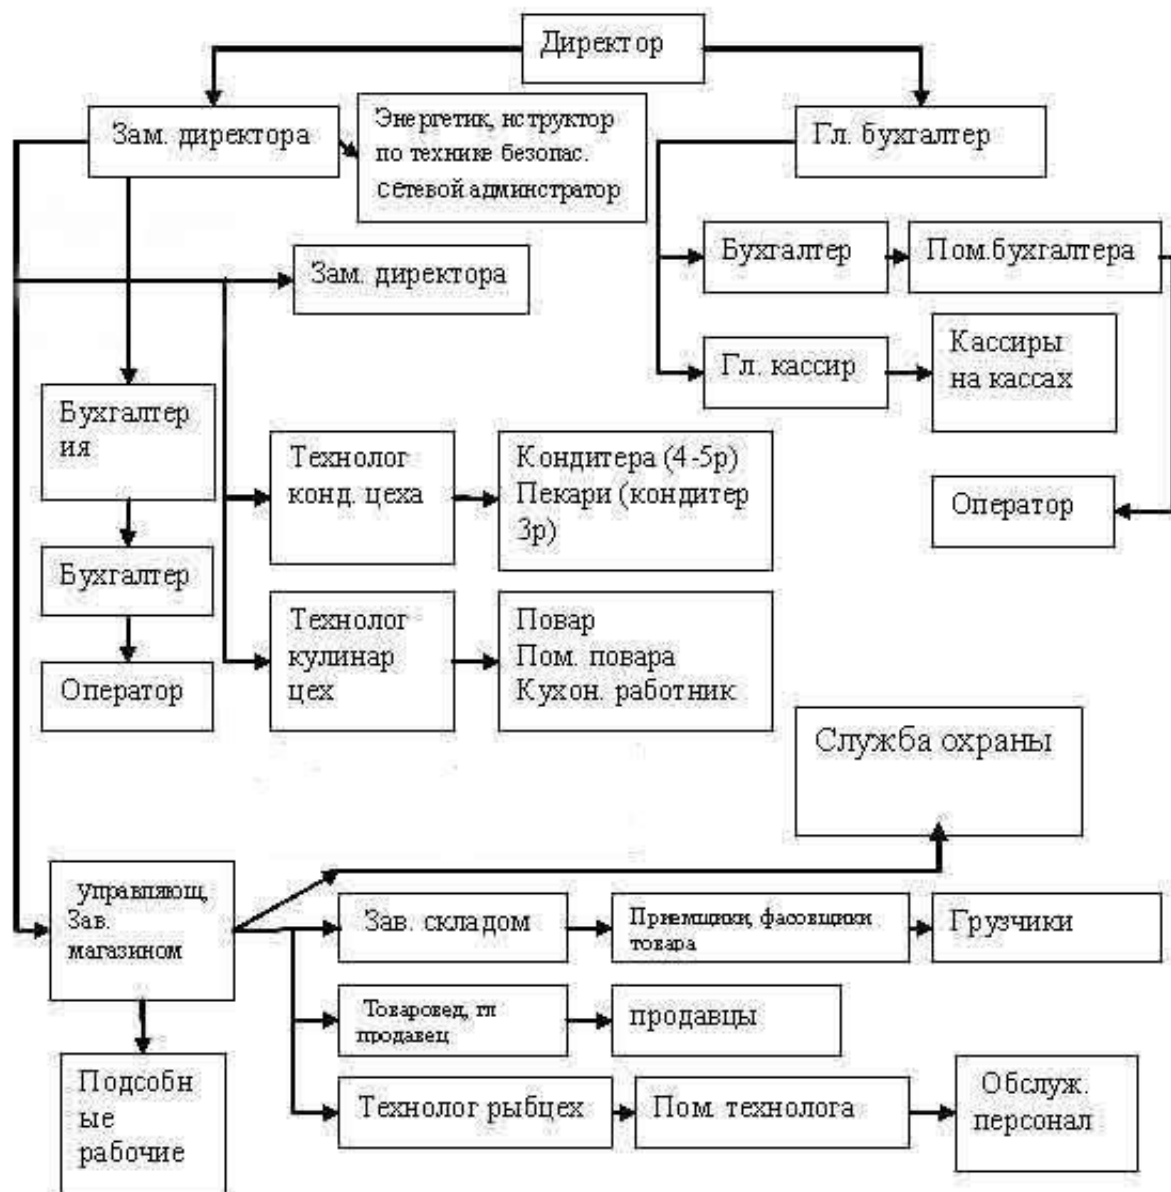 Директор
Зам. директора
Энергетик, нструктор
по технике безопас.
сетевой админстратор
Гл. бухгалтер
Бухгалтер
Пом.бухгалтера
Зам. директора
Гл. кассир
Кассиры
на кассах
Бухгалтер
ия
Технолог
конд. цеха
Кондитера (4-5р)
Пекари (кондитер
3р)
Оператор
Бухгалтер
Технолог
кулинар
цех
Повар
Пом. повара
Кухон. работник
Оператор
Служба охраны
управляющ,
Зав.
магазином
Зав. складом
Приемщики, фасовщики
товара
Грузчики
Товаровед, гл
продавец
продавцы
Подсобн
ые
рабочие
Технолог рыбцех
Пом. технолога
Обслуж.
персонал